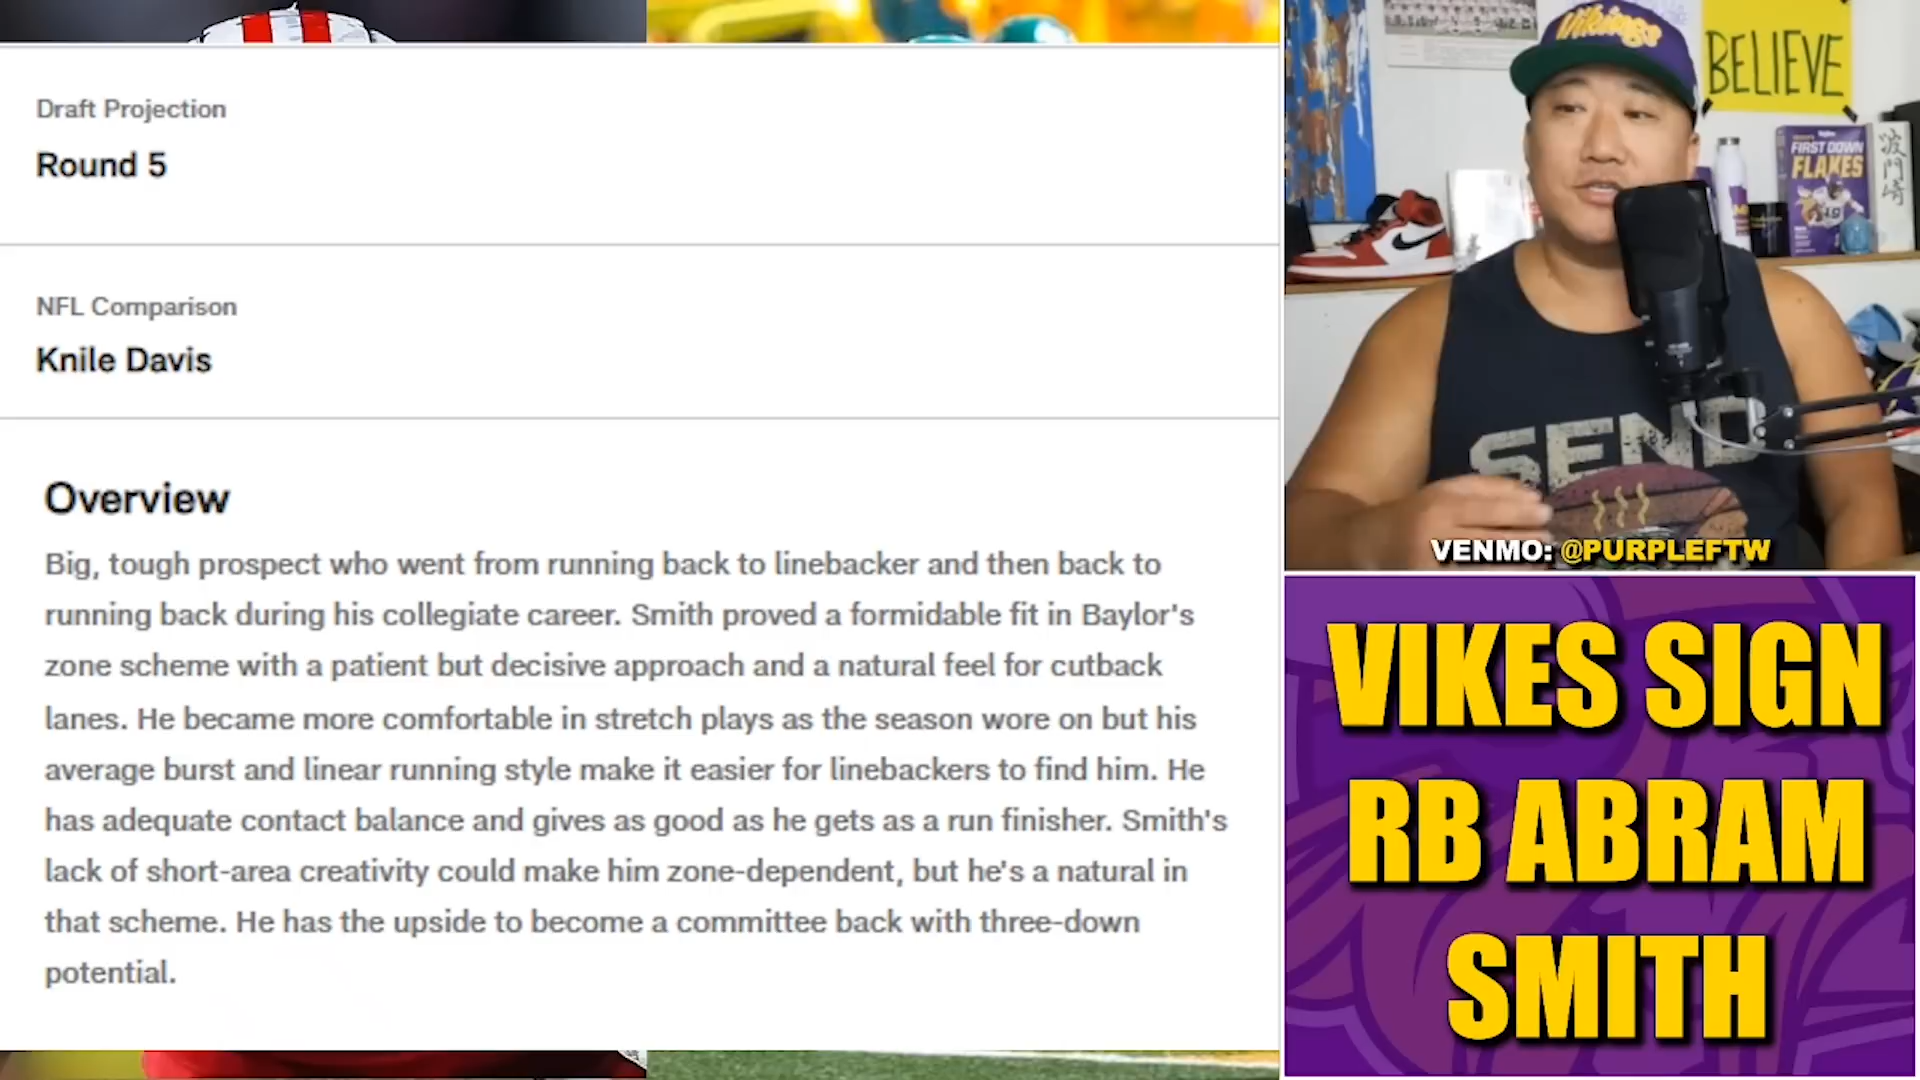 Draft Projection
Round 5
NFL Comparison
Knile Davis
Overview
Big, tough prospect who went from running back to linebacker and then back to
running back during his collegiate career. Smith proved a formidable fit in Baylor's
zone scheme with a patient but decisive approach and a natural feel for cutback
lanes. He became more comfortable in stretch plays as the season wore on but his
average burst and linear running style make it easier for linebackers to find him. He
has adequate contact balance and gives as good as he gets as a run finisher. Smith's
lack of short-area creativity could make him zone-dependent, but he's a natural in
that scheme. He has the upside to become a committee back with three-down
potential.
Vikings
BELIEVE
FIRST DOWN
FLAKES
19
波
門
崎
SEND
VENMO: @PURPLEFTW
VIKES SIGN
RB ABRAM
SMITH